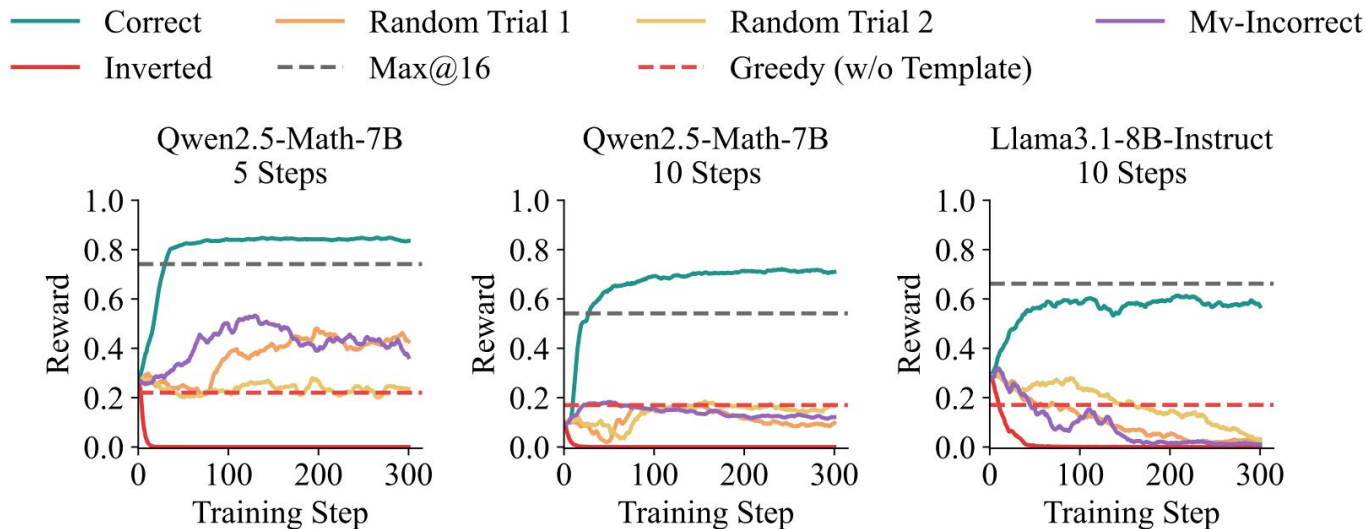 Correct Random Trial 1 Random Trial 2 Mv-Incorrect
Inverted Max@16 Greedy (w/o Template)
Qwen2.5-Math-7B
5 Steps
1.0
0.8
0.6
0.4
0.2
0.0
Reward
0 100 200 300
Training Step
Qwen2.5-Math-7B
10 Steps
1.0
0.8
0.6
0.4
0.2
0.0
Reward
0 100 200 300
Training Step
Llama3.1-8B-Instruct
10 Steps
1.0
0.8
0.6
0.4
0.2
0.0
Reward
0 100 200 300
Training Step